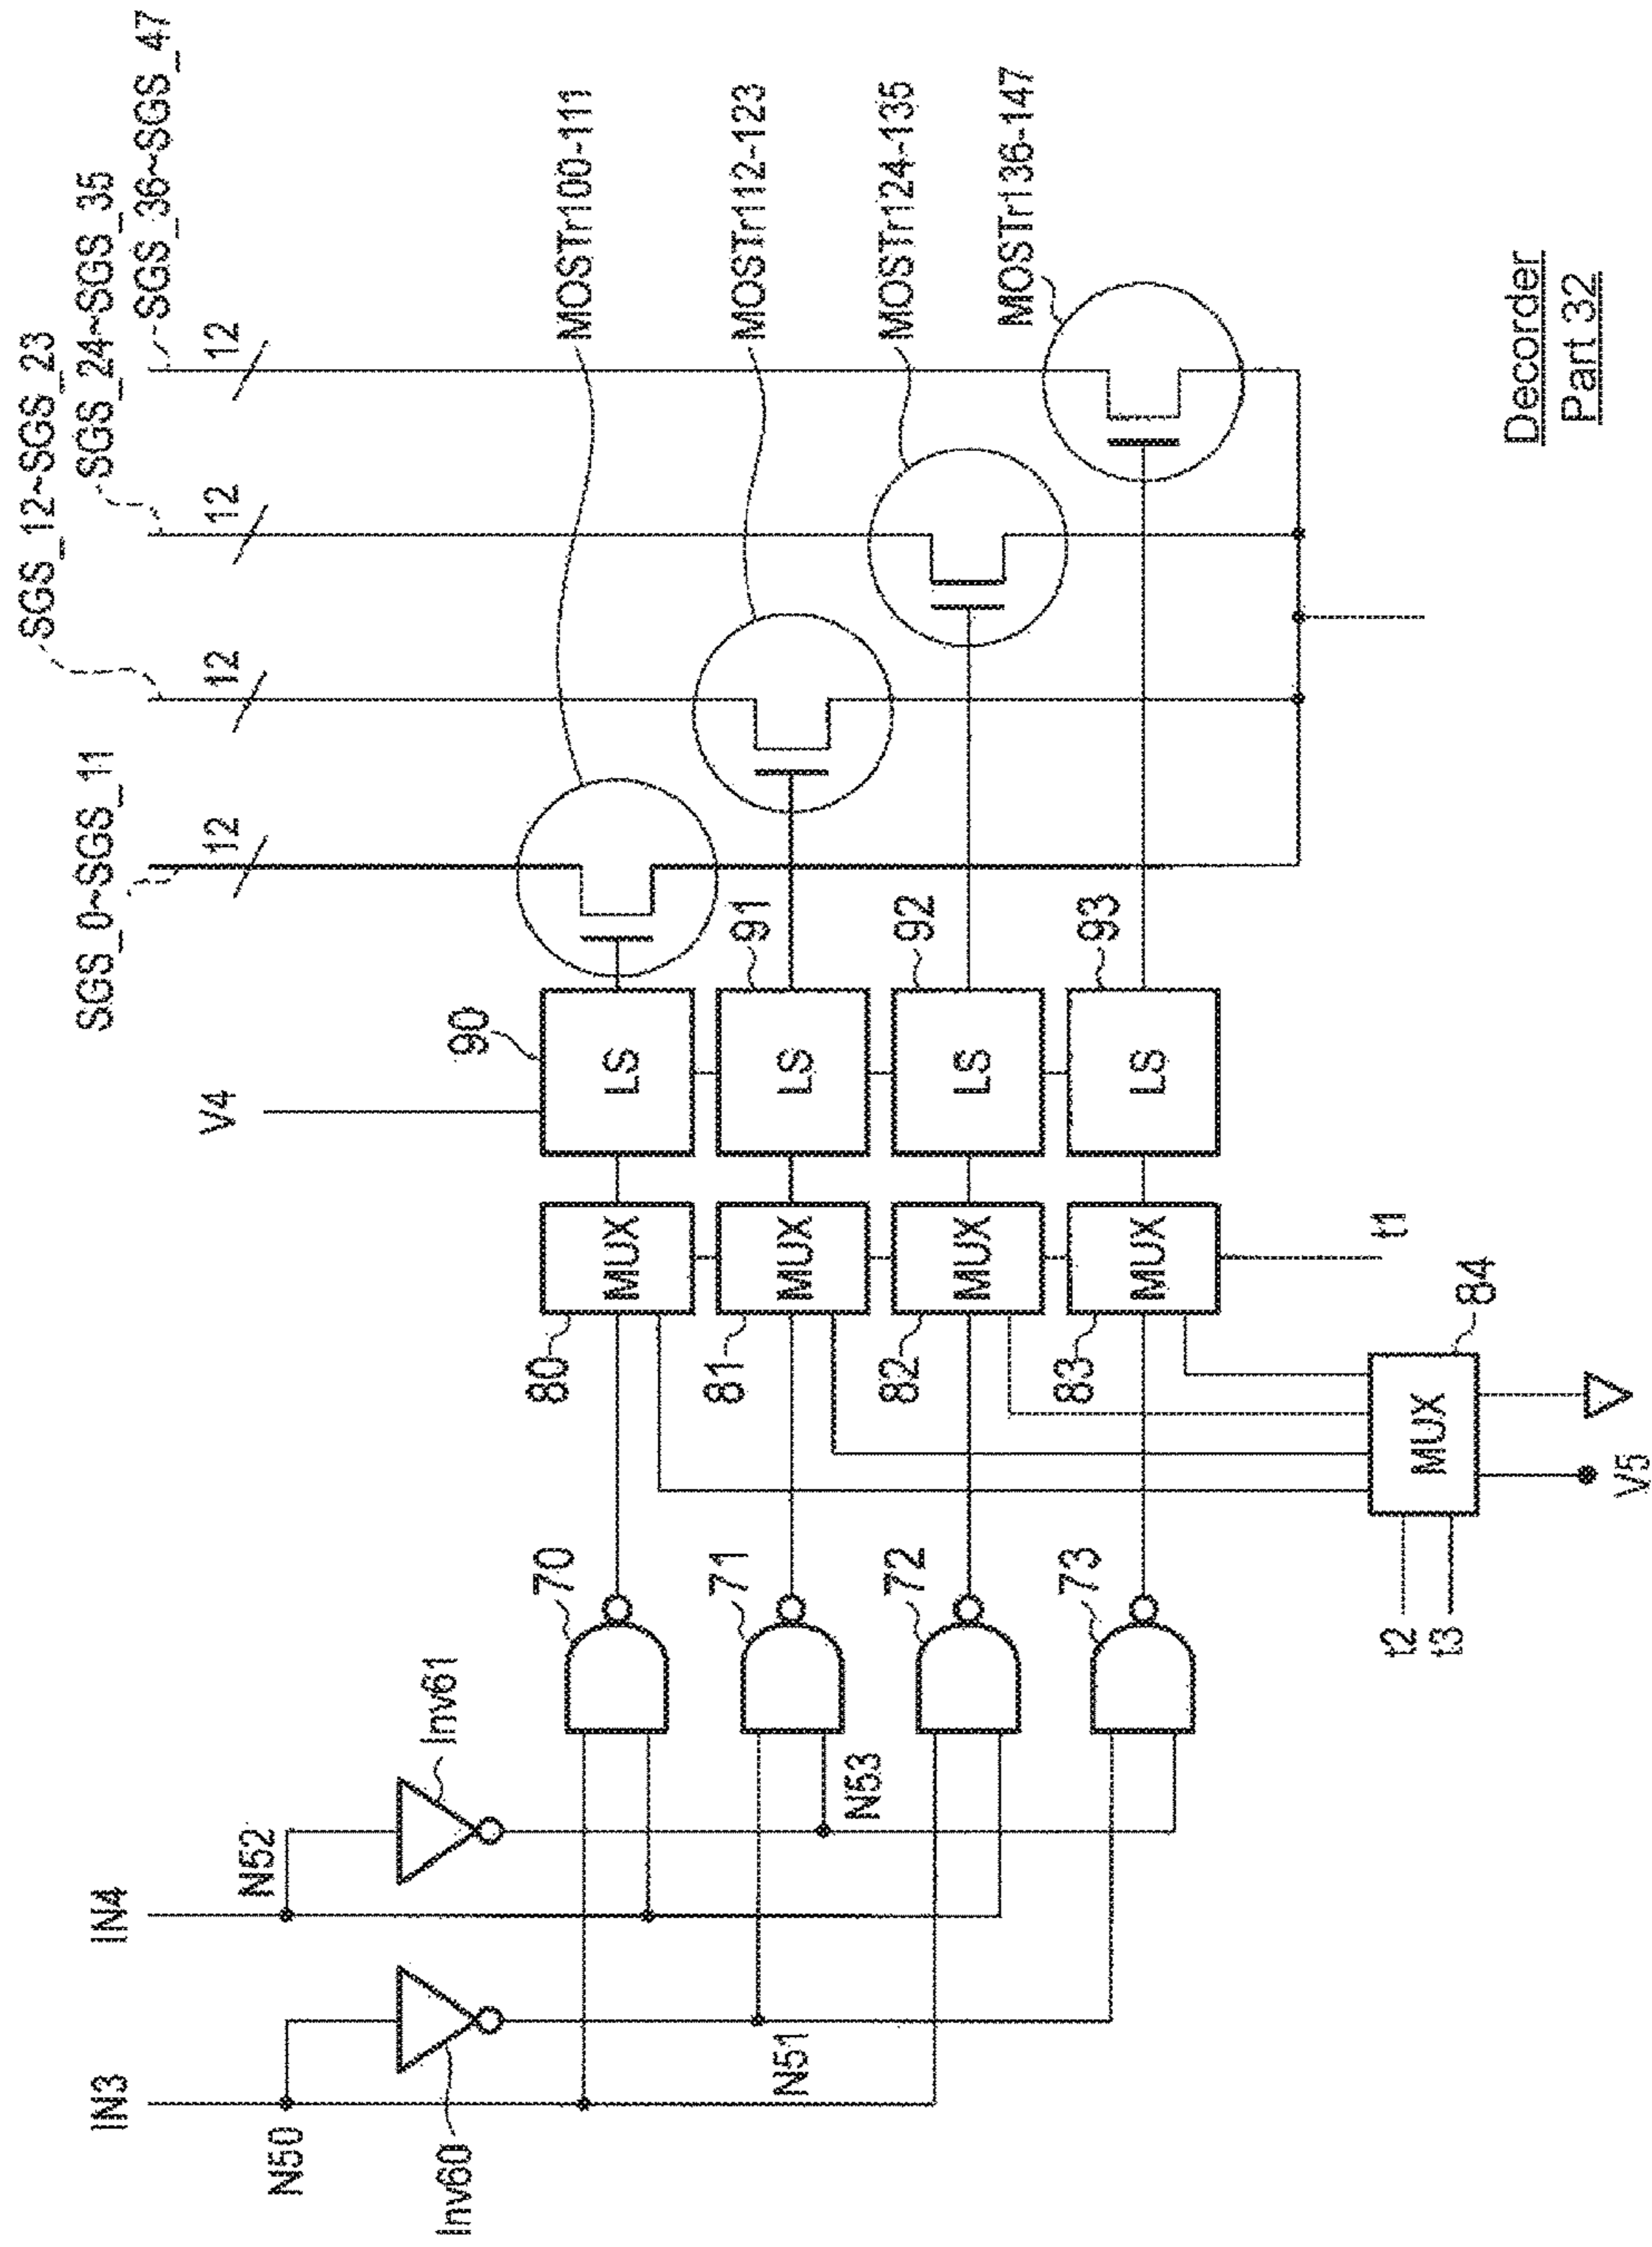 SGS_0~SGS_11
SGS_12~SGS_23
SGS_24~SGS_35
SGS_36~SGS_47
12
12
12
12
IN3
IN4
V4
N50
N52
Inv60
Inv61
N51
N53
70
71
72
73
80
81
82
83
MUX
MUX
MUX
MUX
90
91
92
93
LS
LS
LS
LS
MOSTr100-111
MOSTr112-123
MOSTr124-135
MOSTr136-147
t1
t2
t3
MUX
84
V5
Decorder
Part 32